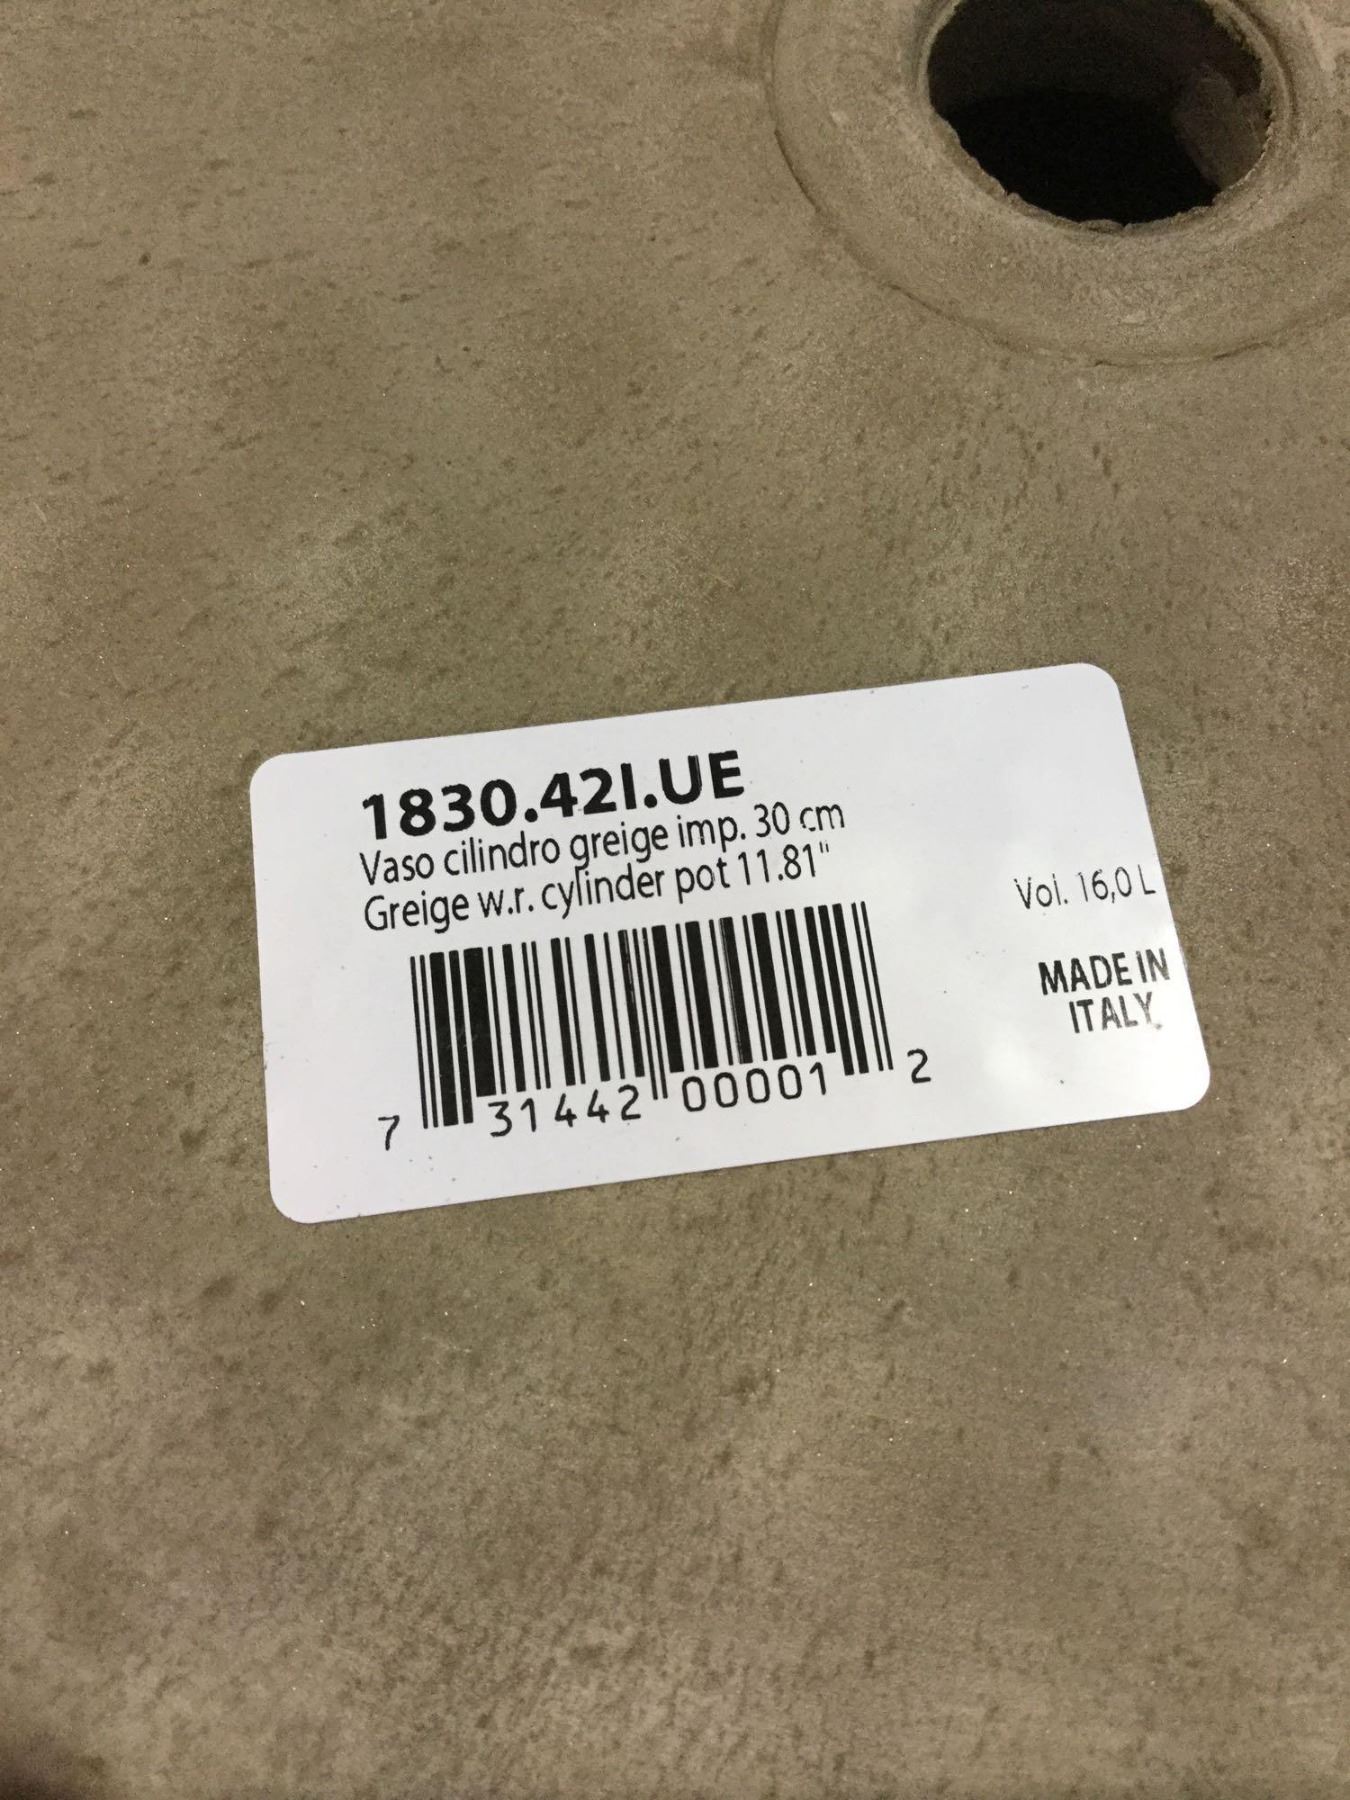 1830.42I.UE
Vaso cilindro greige imp. 30 cm
Greige w.r. cylinder pot 11.81"
Vol. 16,0 L
MADE IN
ITALY
7 31442 00001 2